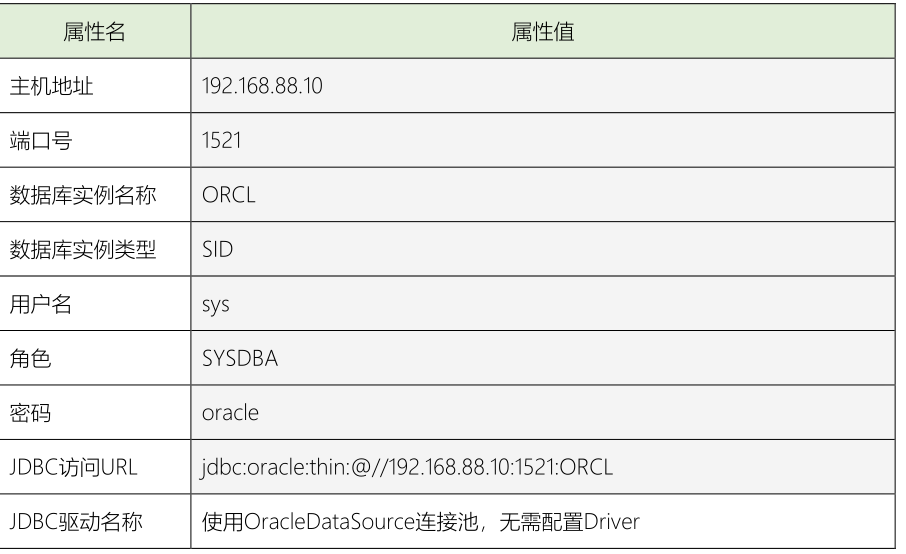 属性名 属性值
主机地址 192.168.88.10
端口号 1521
数据库实例名称 ORCL
数据库实例类型 SID
用户名 sys
角色 SYSDBA
密码 oracle
JDBC访问URL jdbc:oracle:thin:@//192.168.88.10:1521:ORCL
JDBC驱动名称 使用OracleDataSource连接池，无需配置Driver